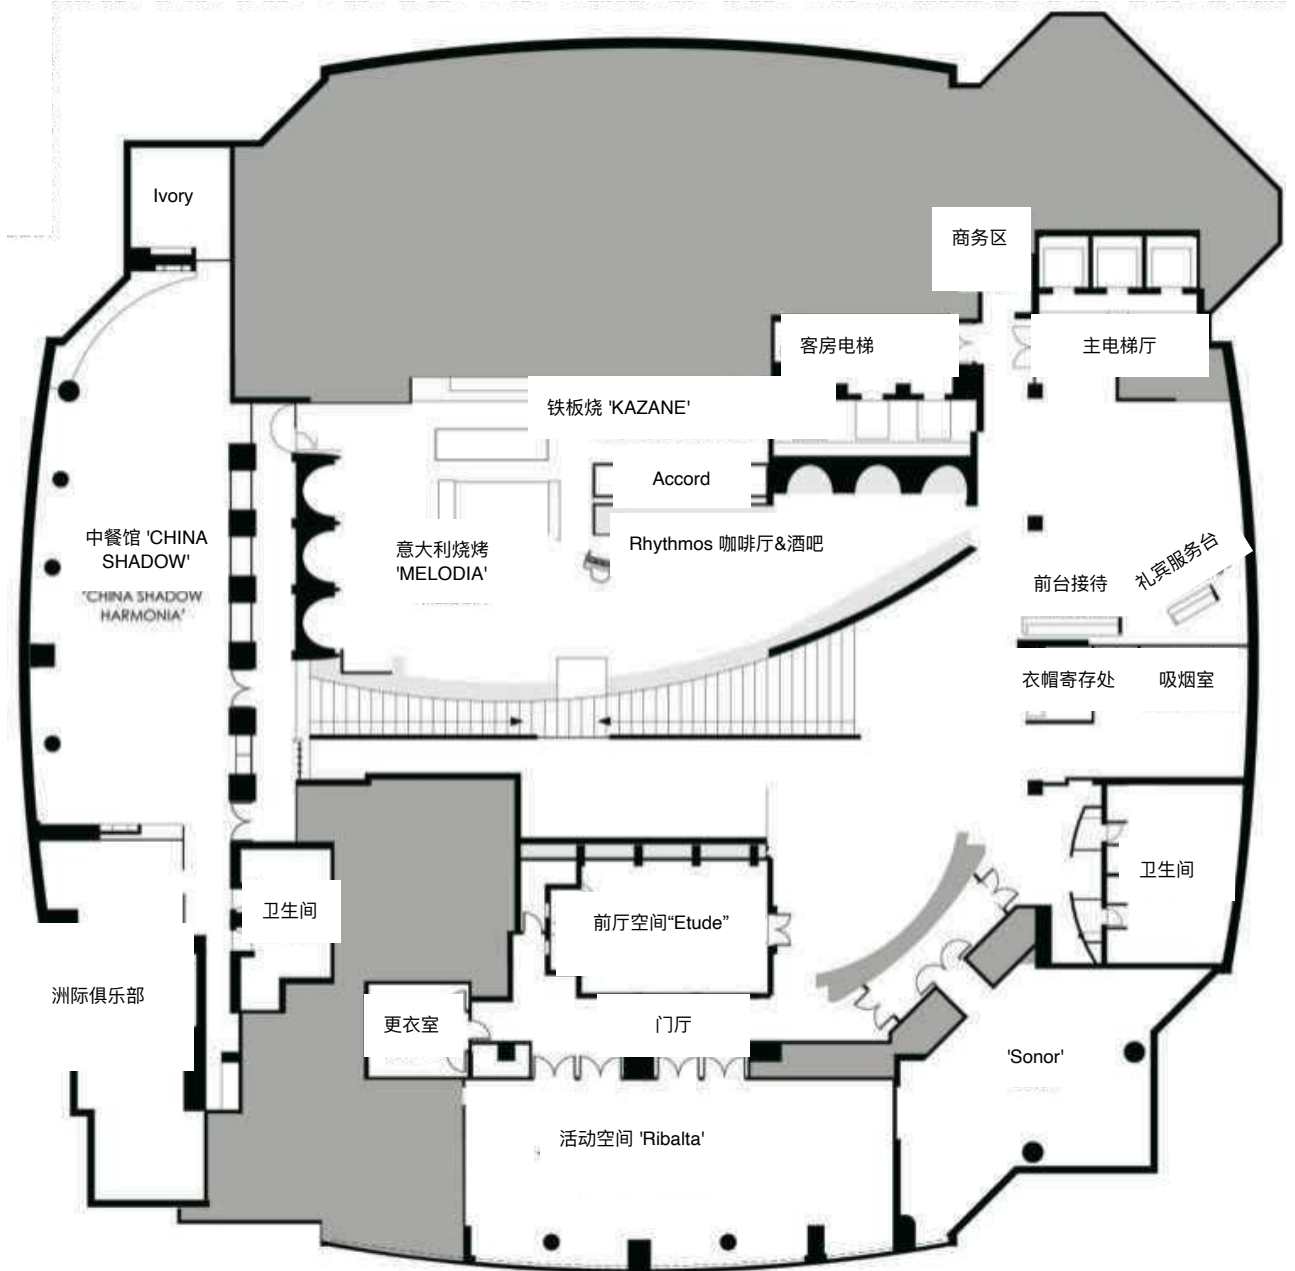 Ivory
商务区
客房电梯
主电梯厅
铁板烧 'KAZANE'
Accord
中餐馆 'CHINA
SHADOW'
'CHINA SHADOW
HARMONIA'
意大利烧烤
'MELODIA'
Rhythmos 咖啡厅&酒吧
前台接待
礼宾服务台
衣帽寄存处
吸烟室
卫生间
卫生间
前厅空间“Etude”
洲际俱乐部
更衣室
门厅
'Sonor'
活动空间 'Ribalta'